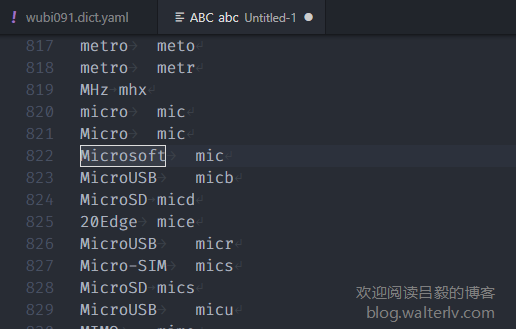 ! wubi091.dict.yaml
ABC abc Untitled-1
817 metro meto
818 metro metr
819 MHz mhx
820 micro mic
821 Micro mic
822 Microsoft mic
823 MicroUSB micb
824 MicroSD micd
825 20Edge mice
826 MicroUSB micr
827 Micro-SIM mics
828 MicroSD mics
829 MicroUSB micu
欢迎阅读吕毅的博客
blog.walterlv.com